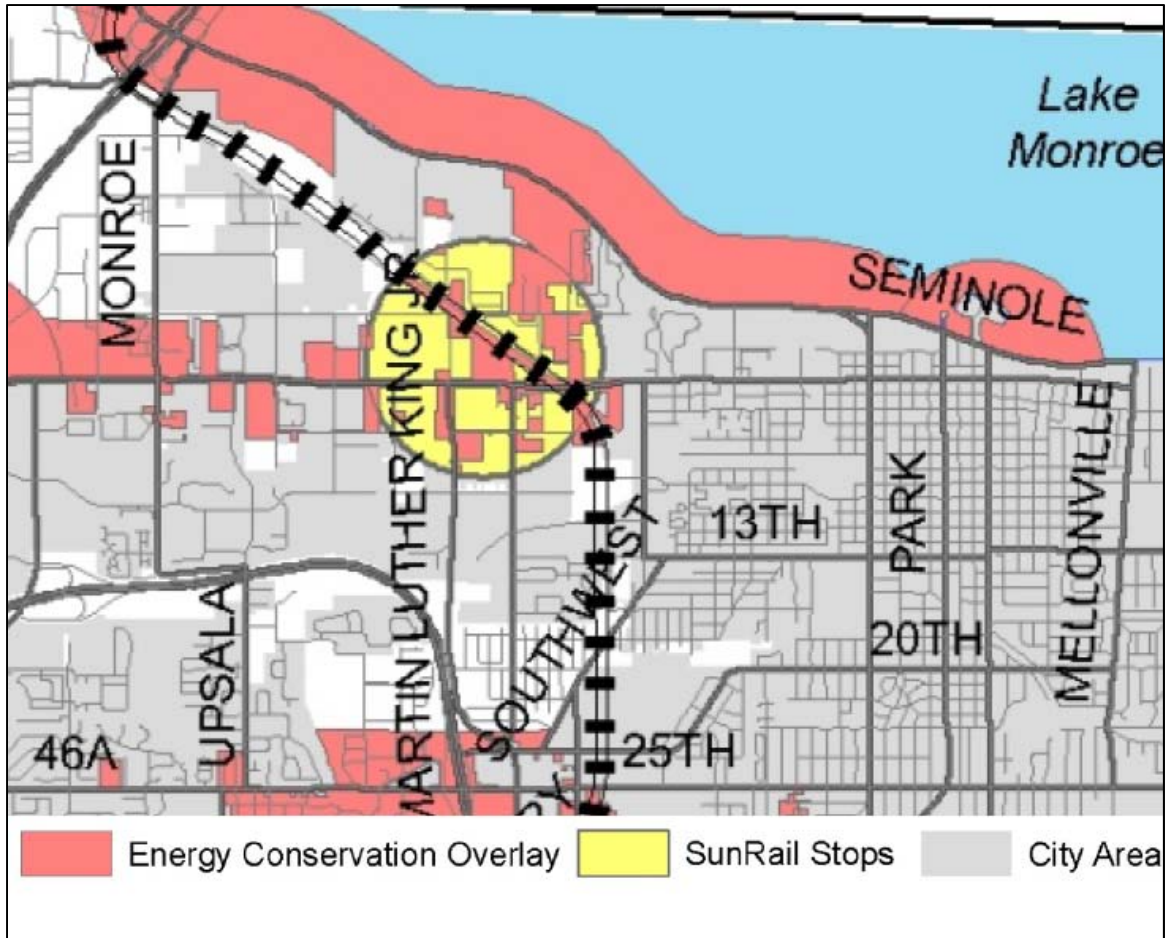 Lake
Monroe
MONROE
SEMINOLE
MARTIN LUTHER KING JR
MELLONVILLE
PARK
13TH
SOUTHWEST
20TH
UPSALA
46A
25TH
Energy Conservation Overlay
SunRail Stops
City Area